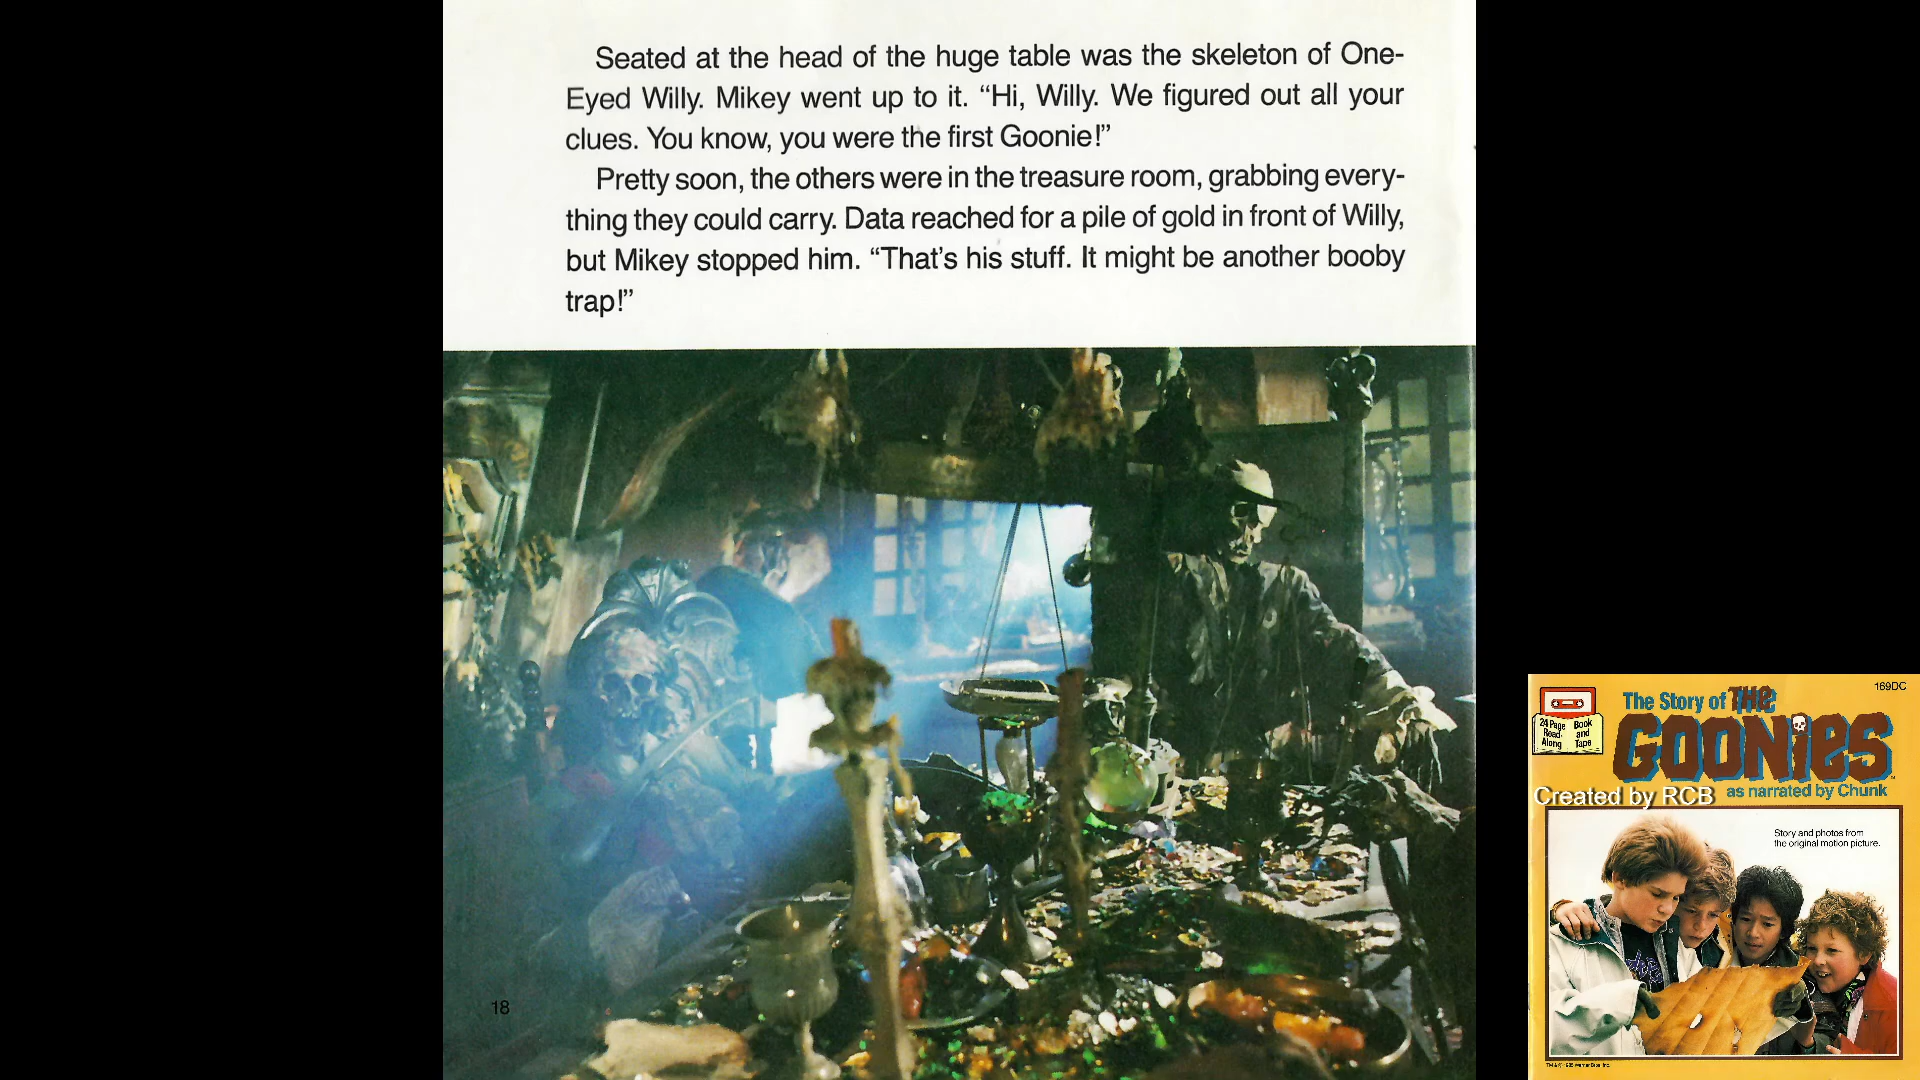 Seated at the head of the huge table was the skeleton of One-
Eyed Willy. Mikey went up to it. “Hi, Willy. We figured out all your
clues. You know, you were the first Goonie!”
Pretty soon, the others were in the treasure room, grabbing every-
thing they could carry. Data reached for a pile of gold in front of Willy,
but Mikey stopped him. “That’s his stuff. It might be another booby
trap!”
18
169DC
The Story of THE
GOONIES
24 Page Book
Read- and
Along Tape
Created by RCB
as narrated by Chunk
Story and photos from
the original motion picture.